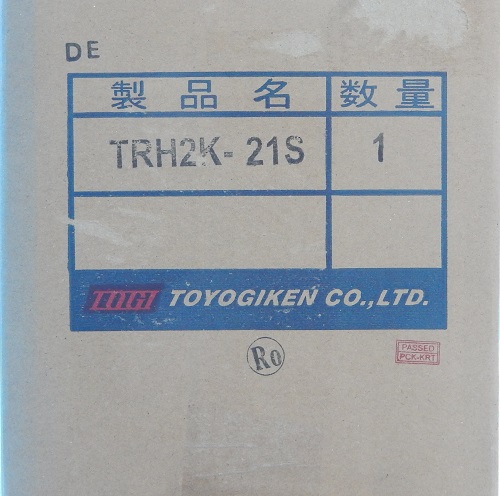 DE
製品名 数量
TRH2K-21S 1
TOGI TOYOGIKEN CO.,LTD.
Ro
PASSED
PCK-KRT